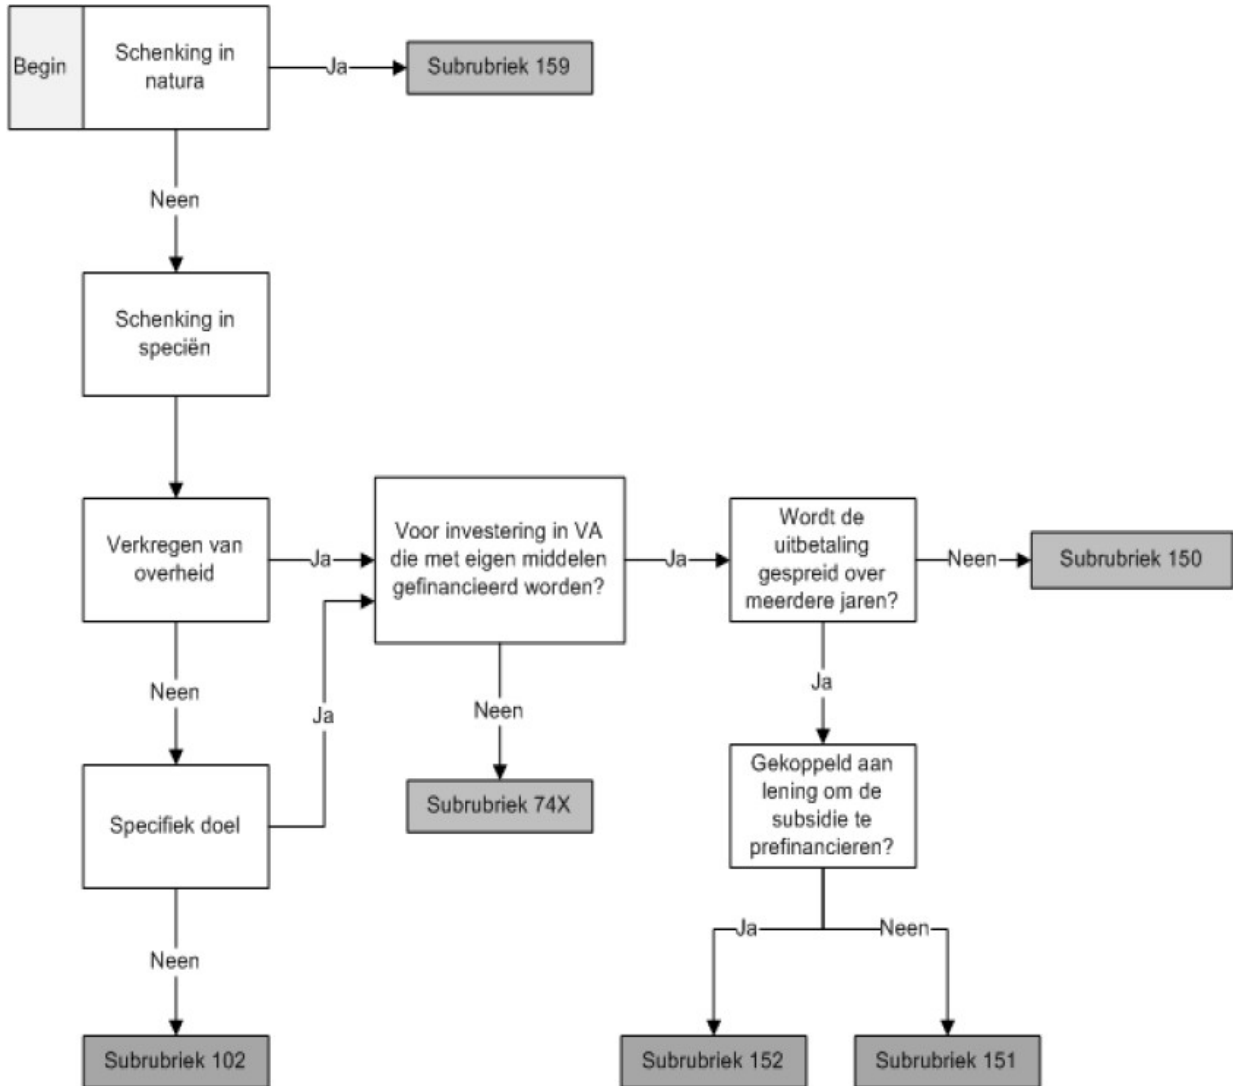 Begin
Schenking in
natura
Ja
Subrubriek 159
Neen
Schenking in
speciën
Verkregen van
overheid
Ja
Voor investering in VA
die met eigen middelen
gefinancieerd worden?
Ja
Wordt de
uitbetaling
gespreid over
meerdere jaren?
Neen
Subrubriek 150
Neen
Ja
Neen
Ja
Specifiek doel
Subrubriek 74X
Gekoppeld aan
lening om de
subsidie te
prefinancieren?
Neen
Ja
Neen
Subrubriek 102
Subrubriek 152
Subrubriek 151